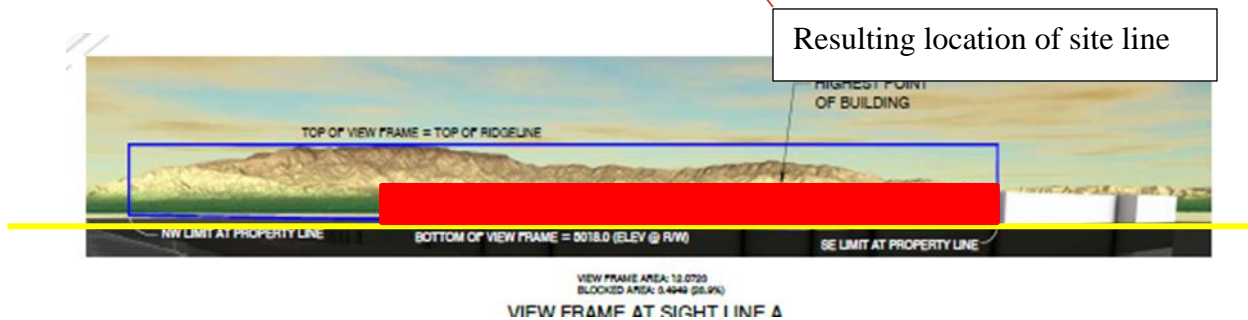 Resulting location of site line
HIGHEST POINT
OF BUILDING
TOP OF VIEW FRAME = TOP OF RIDGELINE
NW LIMIT AT PROPERTY LINE
BOTTOM OF VIEW FRAME = 5018.0 (ELEV @ R/W)
SE LIMIT AT PROPERTY LINE
VIEW FRAME AREA:
BLOCKED AREA:
VIEW FRAME AT SIGHT LINE A